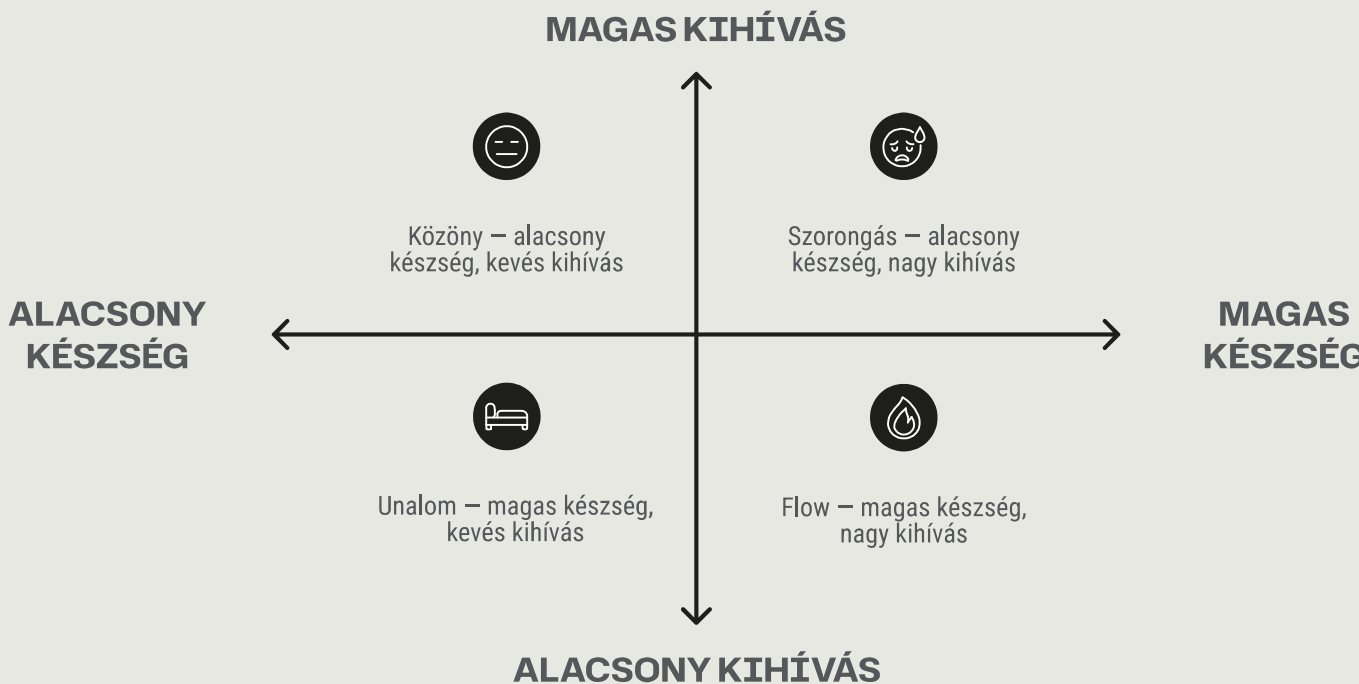 MAGAS KIHÍVÁS
Közöny — alacsony
készség, kevés kihívás
Szorongás — alacsony
készség, nagy kihívás
ALACSONY
KÉSZSÉG
MAGAS
KÉSZSÉG
Unalom — magas készség,
kevés kihívás
Flow — magas készség,
nagy kihívás
ALACSONY KIHÍVÁS